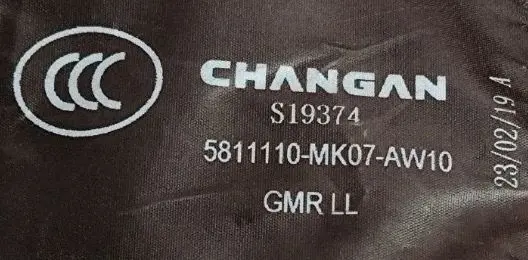 CCC
CHANGAN
S19374
5811110-MK07-AW10
GMR LL
23/02/19 A